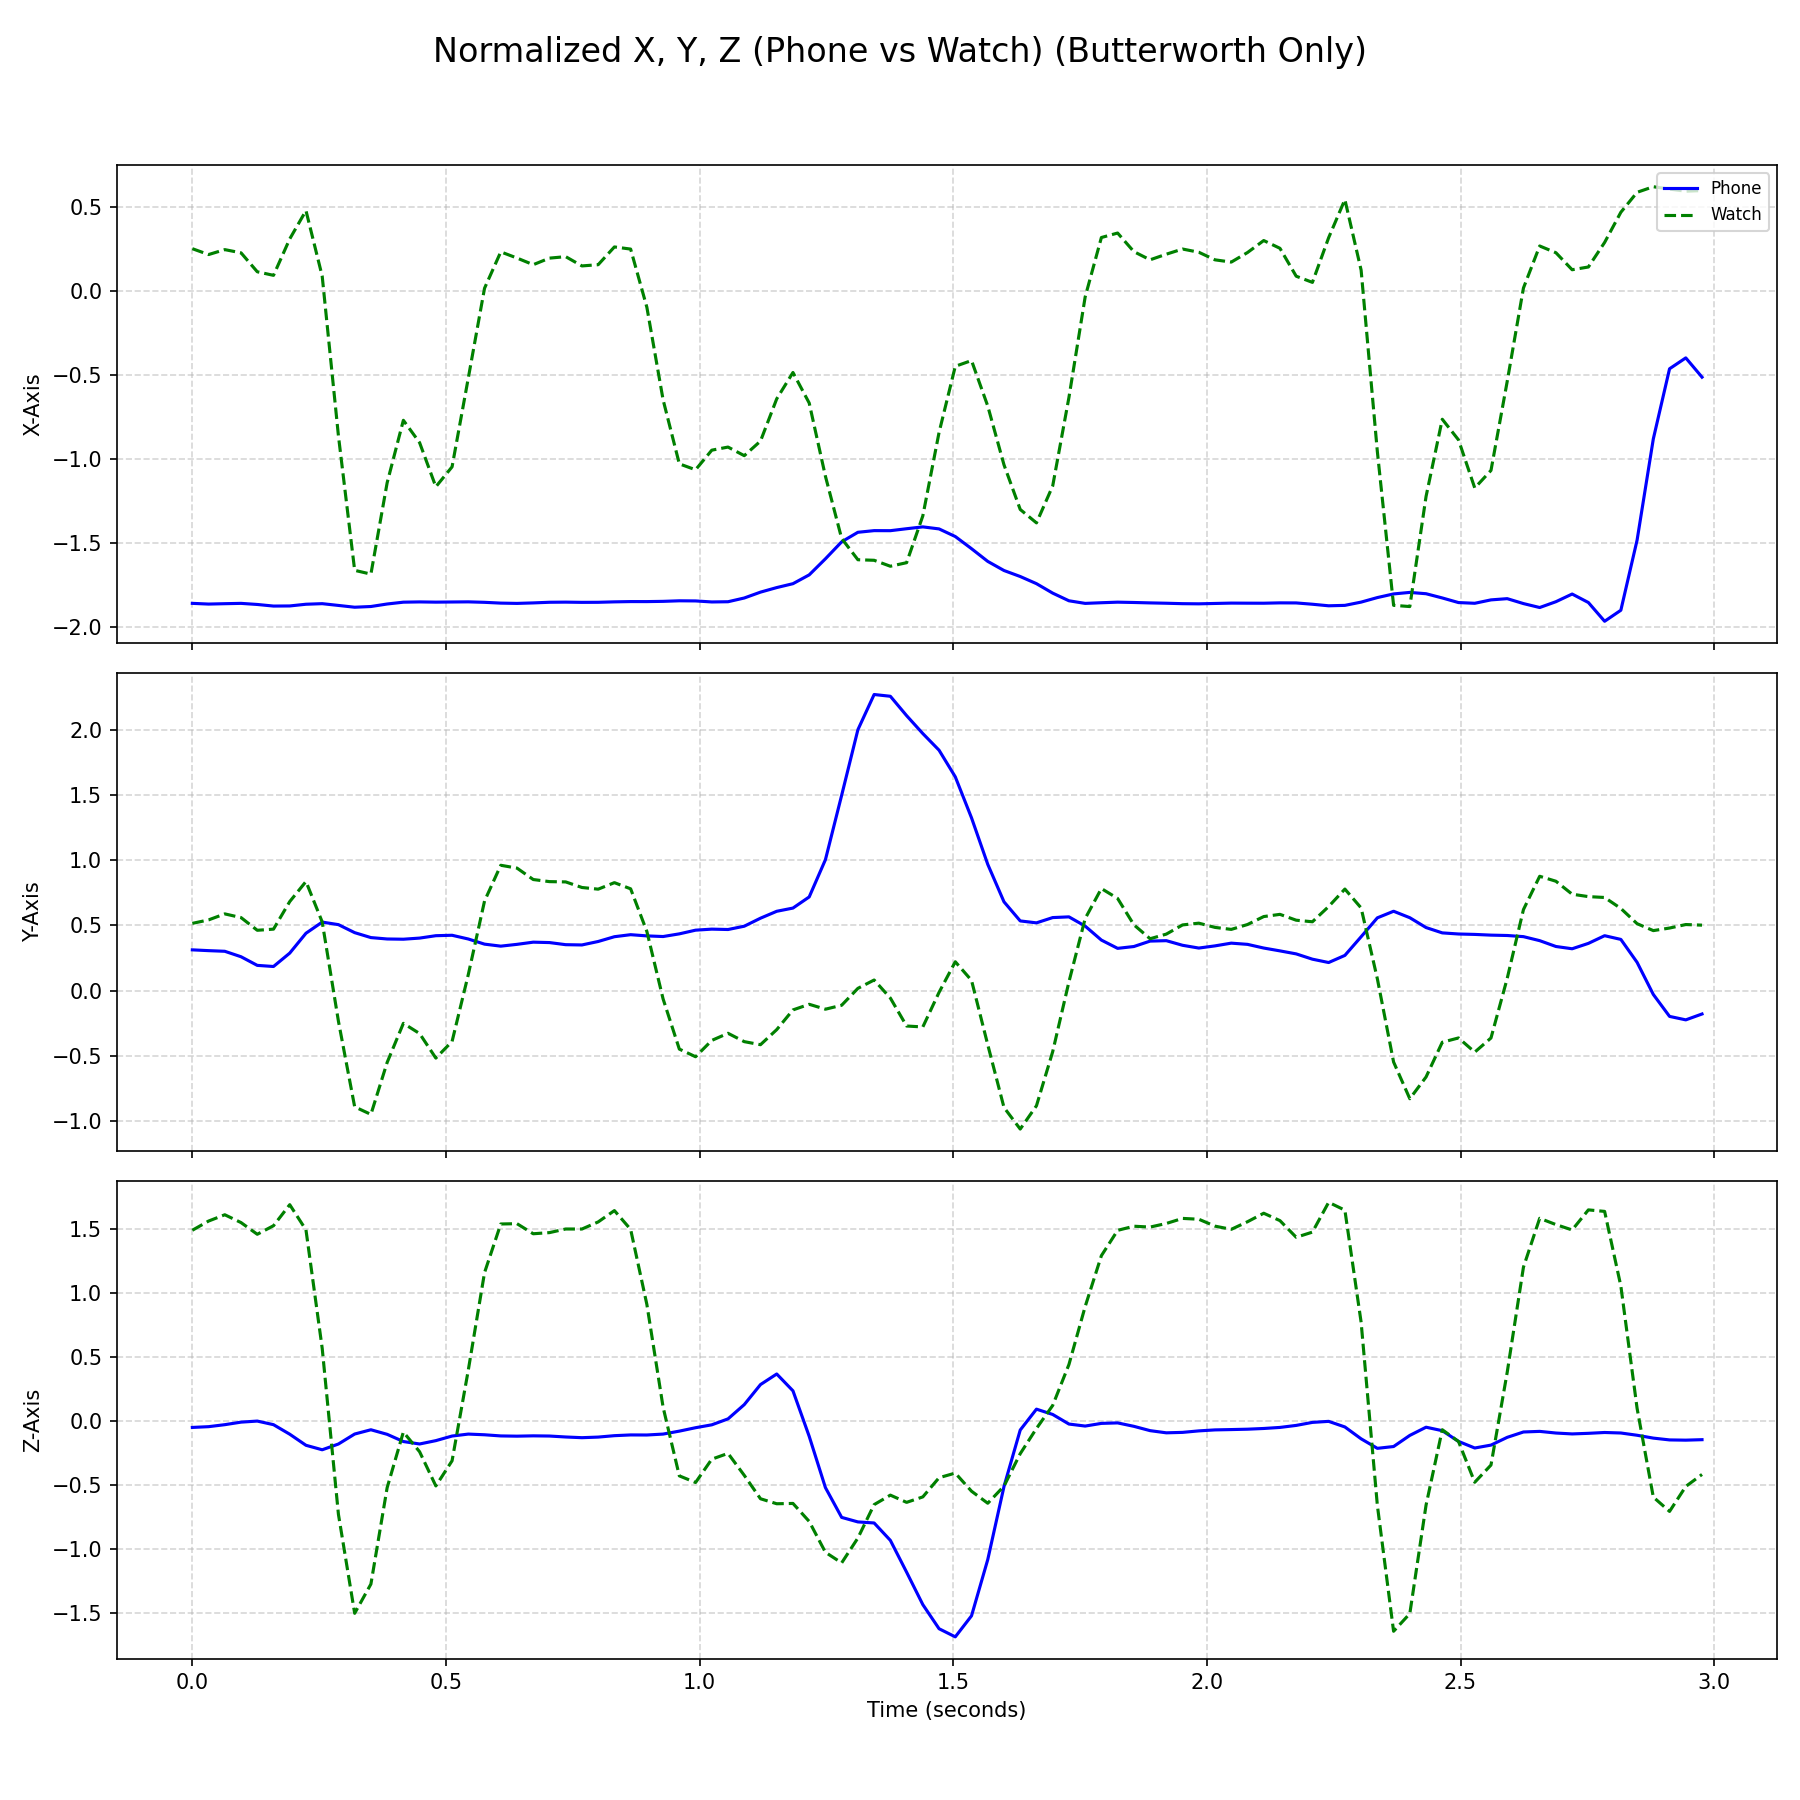 Normalized X, Y, Z (Phone vs Watch) (Butterworth Only)
Phone
Watch
0.5
0.0
−0.5
−1.0
−1.5
−2.0
X-Axis
2.0
1.5
1.0
0.5
0.0
−0.5
−1.0
Y-Axis
1.5
1.0
0.5
0.0
−0.5
−1.0
−1.5
Z-Axis
0.0 0.5 1.0 1.5 2.0 2.5 3.0
Time (seconds)